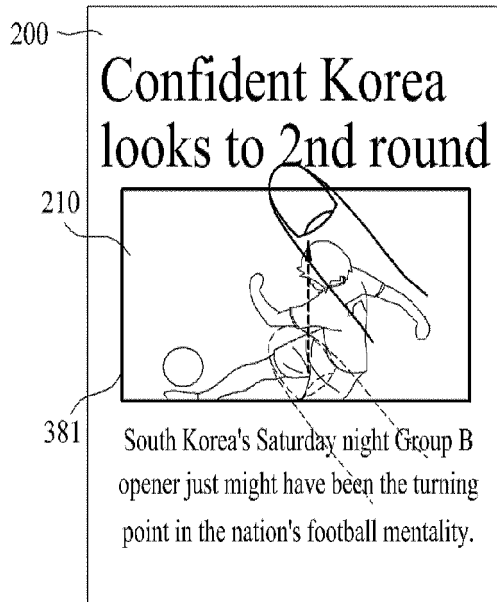 200
Confident Korea
looks to 2nd round
210
381
South Korea's Saturday night Group B
opener just might have been the turning
point in the nation's football mentality.